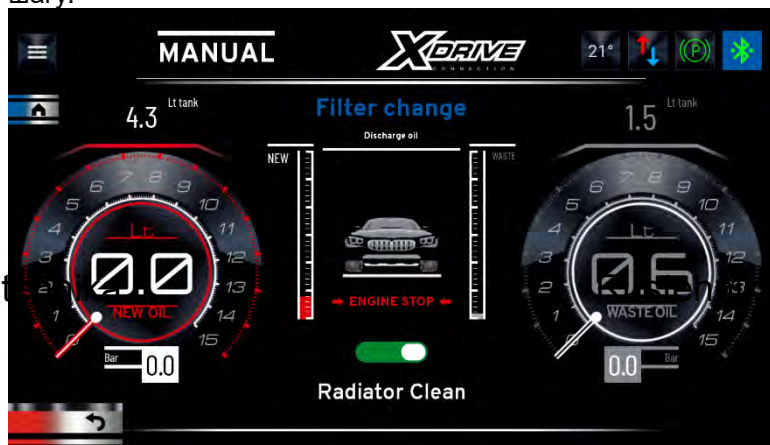 шагу.
MANUAL
XDRIVE
CONNECTION
21°
(P)
4.3 Lt tank
Filter change
1.5 Lt tank
Discharge oil
NEW
WASTE
0 1 2 3 4 5 6 7 8 9 10 11 12 13 14 15
Lt
0.0
NEW OIL
Bar 0.0
ENGINE STOP
0 1 2 3 4 5 6 7 8 9 10 11 12 13 14 15
Lt
0.5
WASTE OIL
0.0 Bar
Radiator Clean